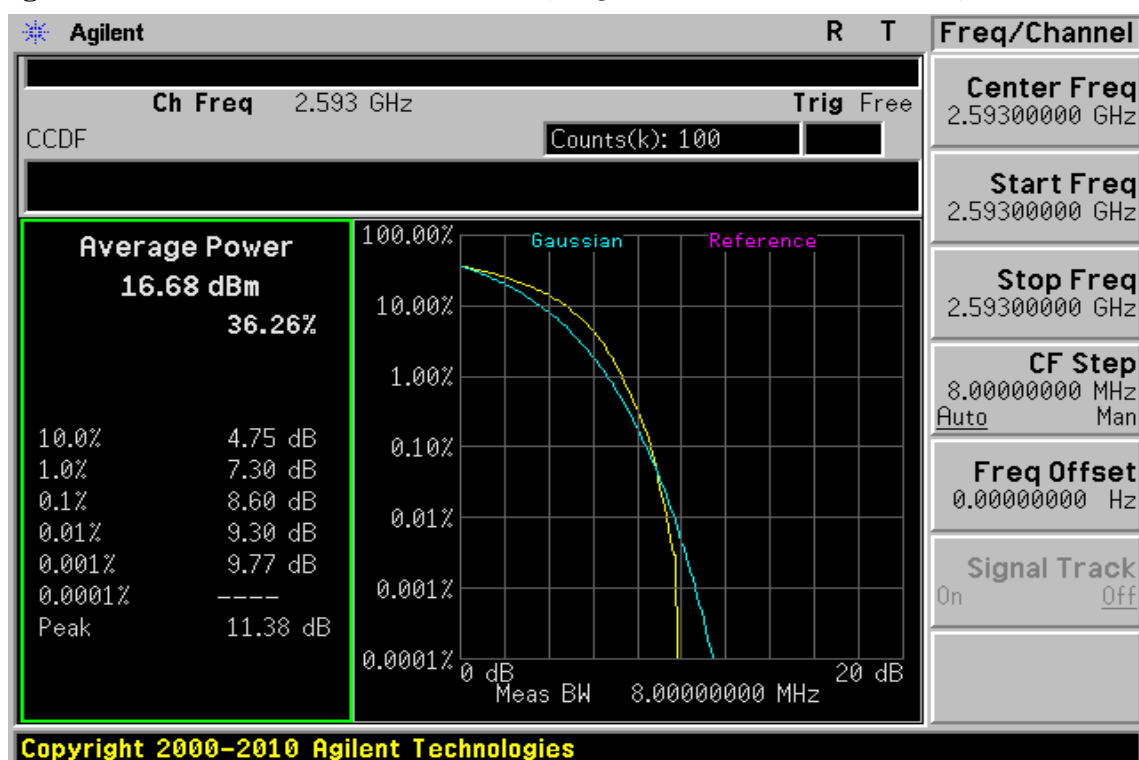 Agilent R T Freq/Channel
Ch Freq 2.593 GHz Trig Free
CCDF Counts(k): 100
Average Power
16.68 dBm
36.26%
10.0% 4.75 dB
1.0% 7.30 dB
0.1% 8.60 dB
0.01% 9.30 dB
0.001% 9.77 dB
0.0001% ----
Peak 11.38 dB
Gaussian Reference
100.00%
10.00%
1.00%
0.10%
0.01%
0.001%
0.0001%
0 dB 20 dB
Meas BW 8.00000000 MHz
Center Freq
2.59300000 GHz
Start Freq
2.59300000 GHz
Stop Freq
2.59300000 GHz
CF Step
8.00000000 MHz
Auto Man
Freq Offset
0.00000000 Hz
Signal Track
On Off
Copyright 2000-2010 Agilent Technologies